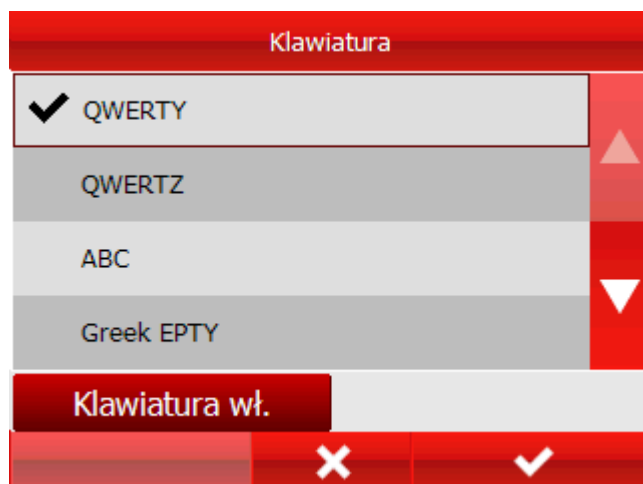 Klawiatura
QWERTY
QWERTZ
ABC
Greek EPTY
Klawiatura wł.